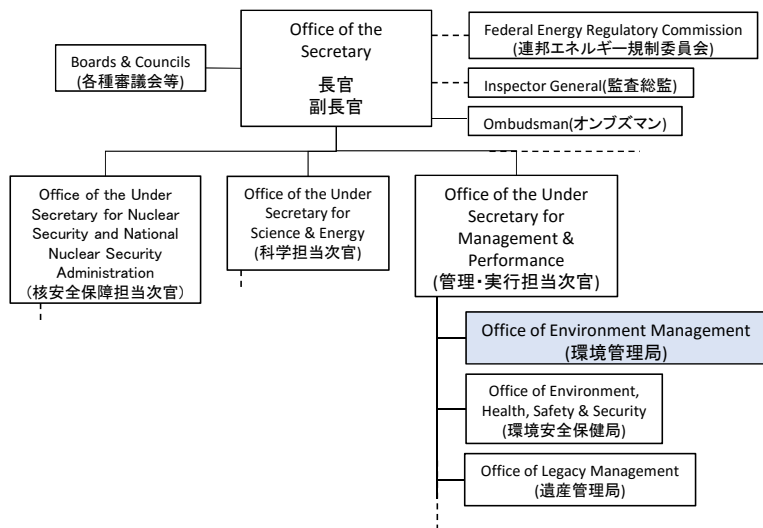 Office of the
Secretary
長官
副長官
Boards & Councils
(各種審議会等)
Federal Energy Regulatory Commission
(連邦エネルギー規制委員会)
Inspector General(監査総監)
Ombudsman(オンブズマン)
Office of the Under
Secretary for Nuclear
Security and National
Nuclear Security
Administration
(核安全保障担当次官)
Office of the Under
Secretary for
Science & Energy
(科学担当次官)
Office of the Under
Secretary for
Management &
Performance
(管理・実行担当次官)
Office of Environment Management
(環境管理局)
Office of Environment,
Health, Safety & Security
(環境安全保健局)
Office of Legacy Management
(遺産管理局)